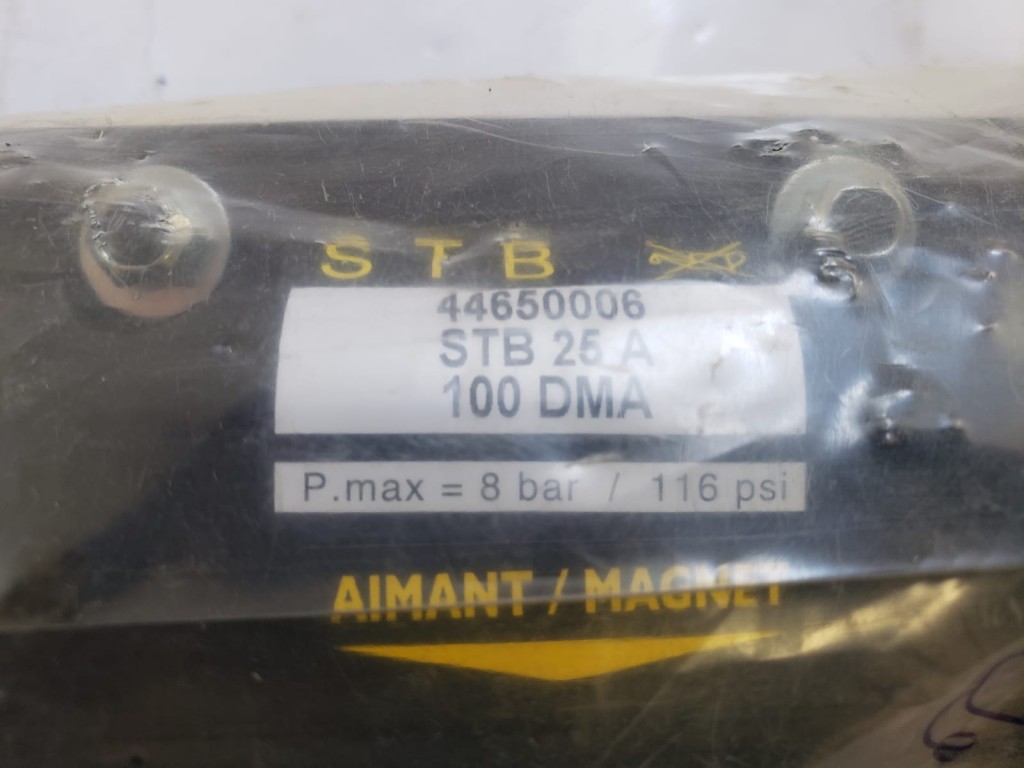 STB
44650006
STB 25 A
100 DMA
P.max = 8 bar / 116 psi
AIMANT / MAGNET